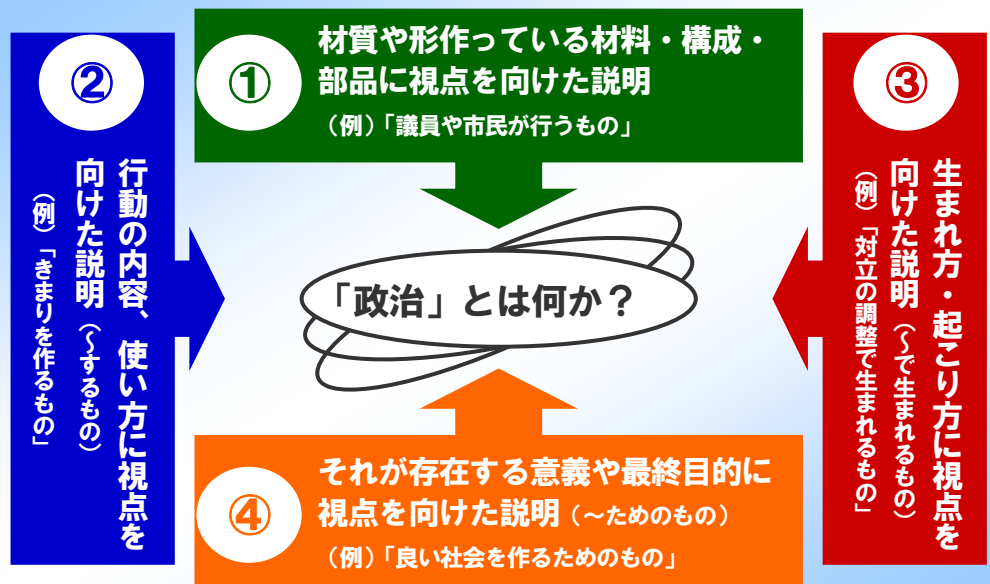 ①
材質や形作っている材料・構成・
部品に視点を向けた説明
（例）「議員や市民が行うもの」
②
行動の内容、使い方に視点を
向けた説明（～するもの）
（例）「きまりを作るもの」
「政治」とは何か？
③
生まれ方・起こり方に視点を
向けた説明（～で生まれるもの）
（例）「対立の調整で生まれるもの」
④
それが存在する意義や最終目的に
視点を向けた説明（～ためのもの）
（例）「良い社会を作るためのもの」